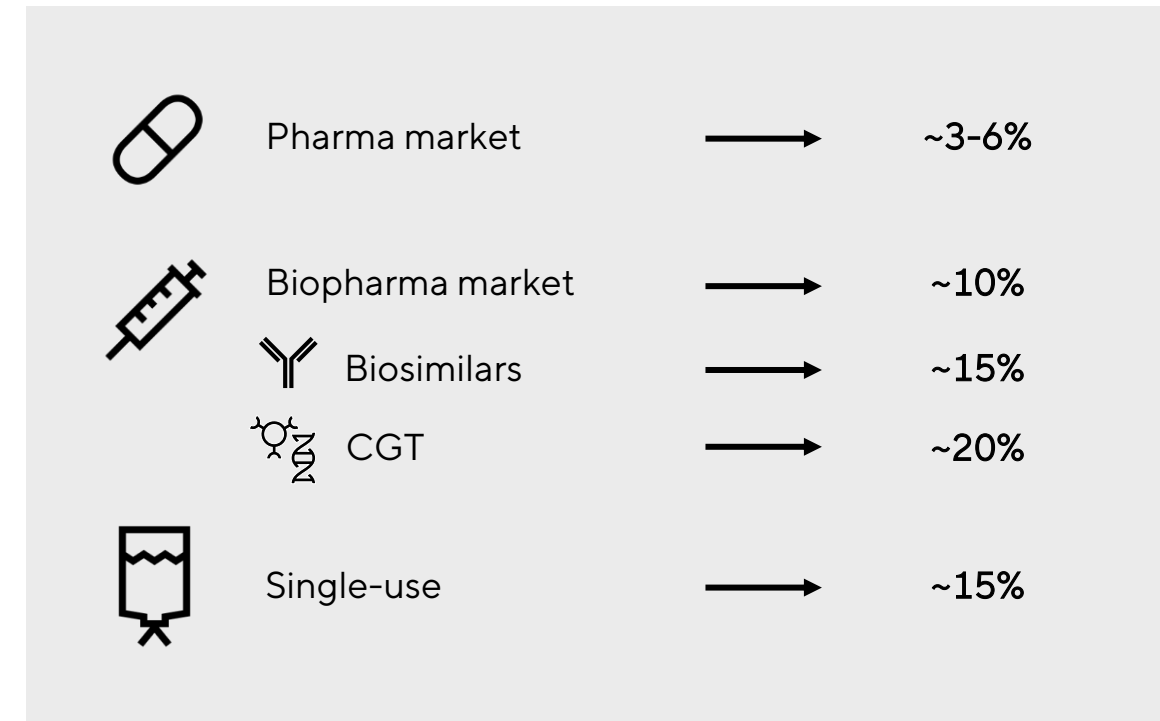 Pharma market ~3-6%
Biopharma market ~10%
Biosimilars ~15%
CGT ~20%
Single-use ~15%